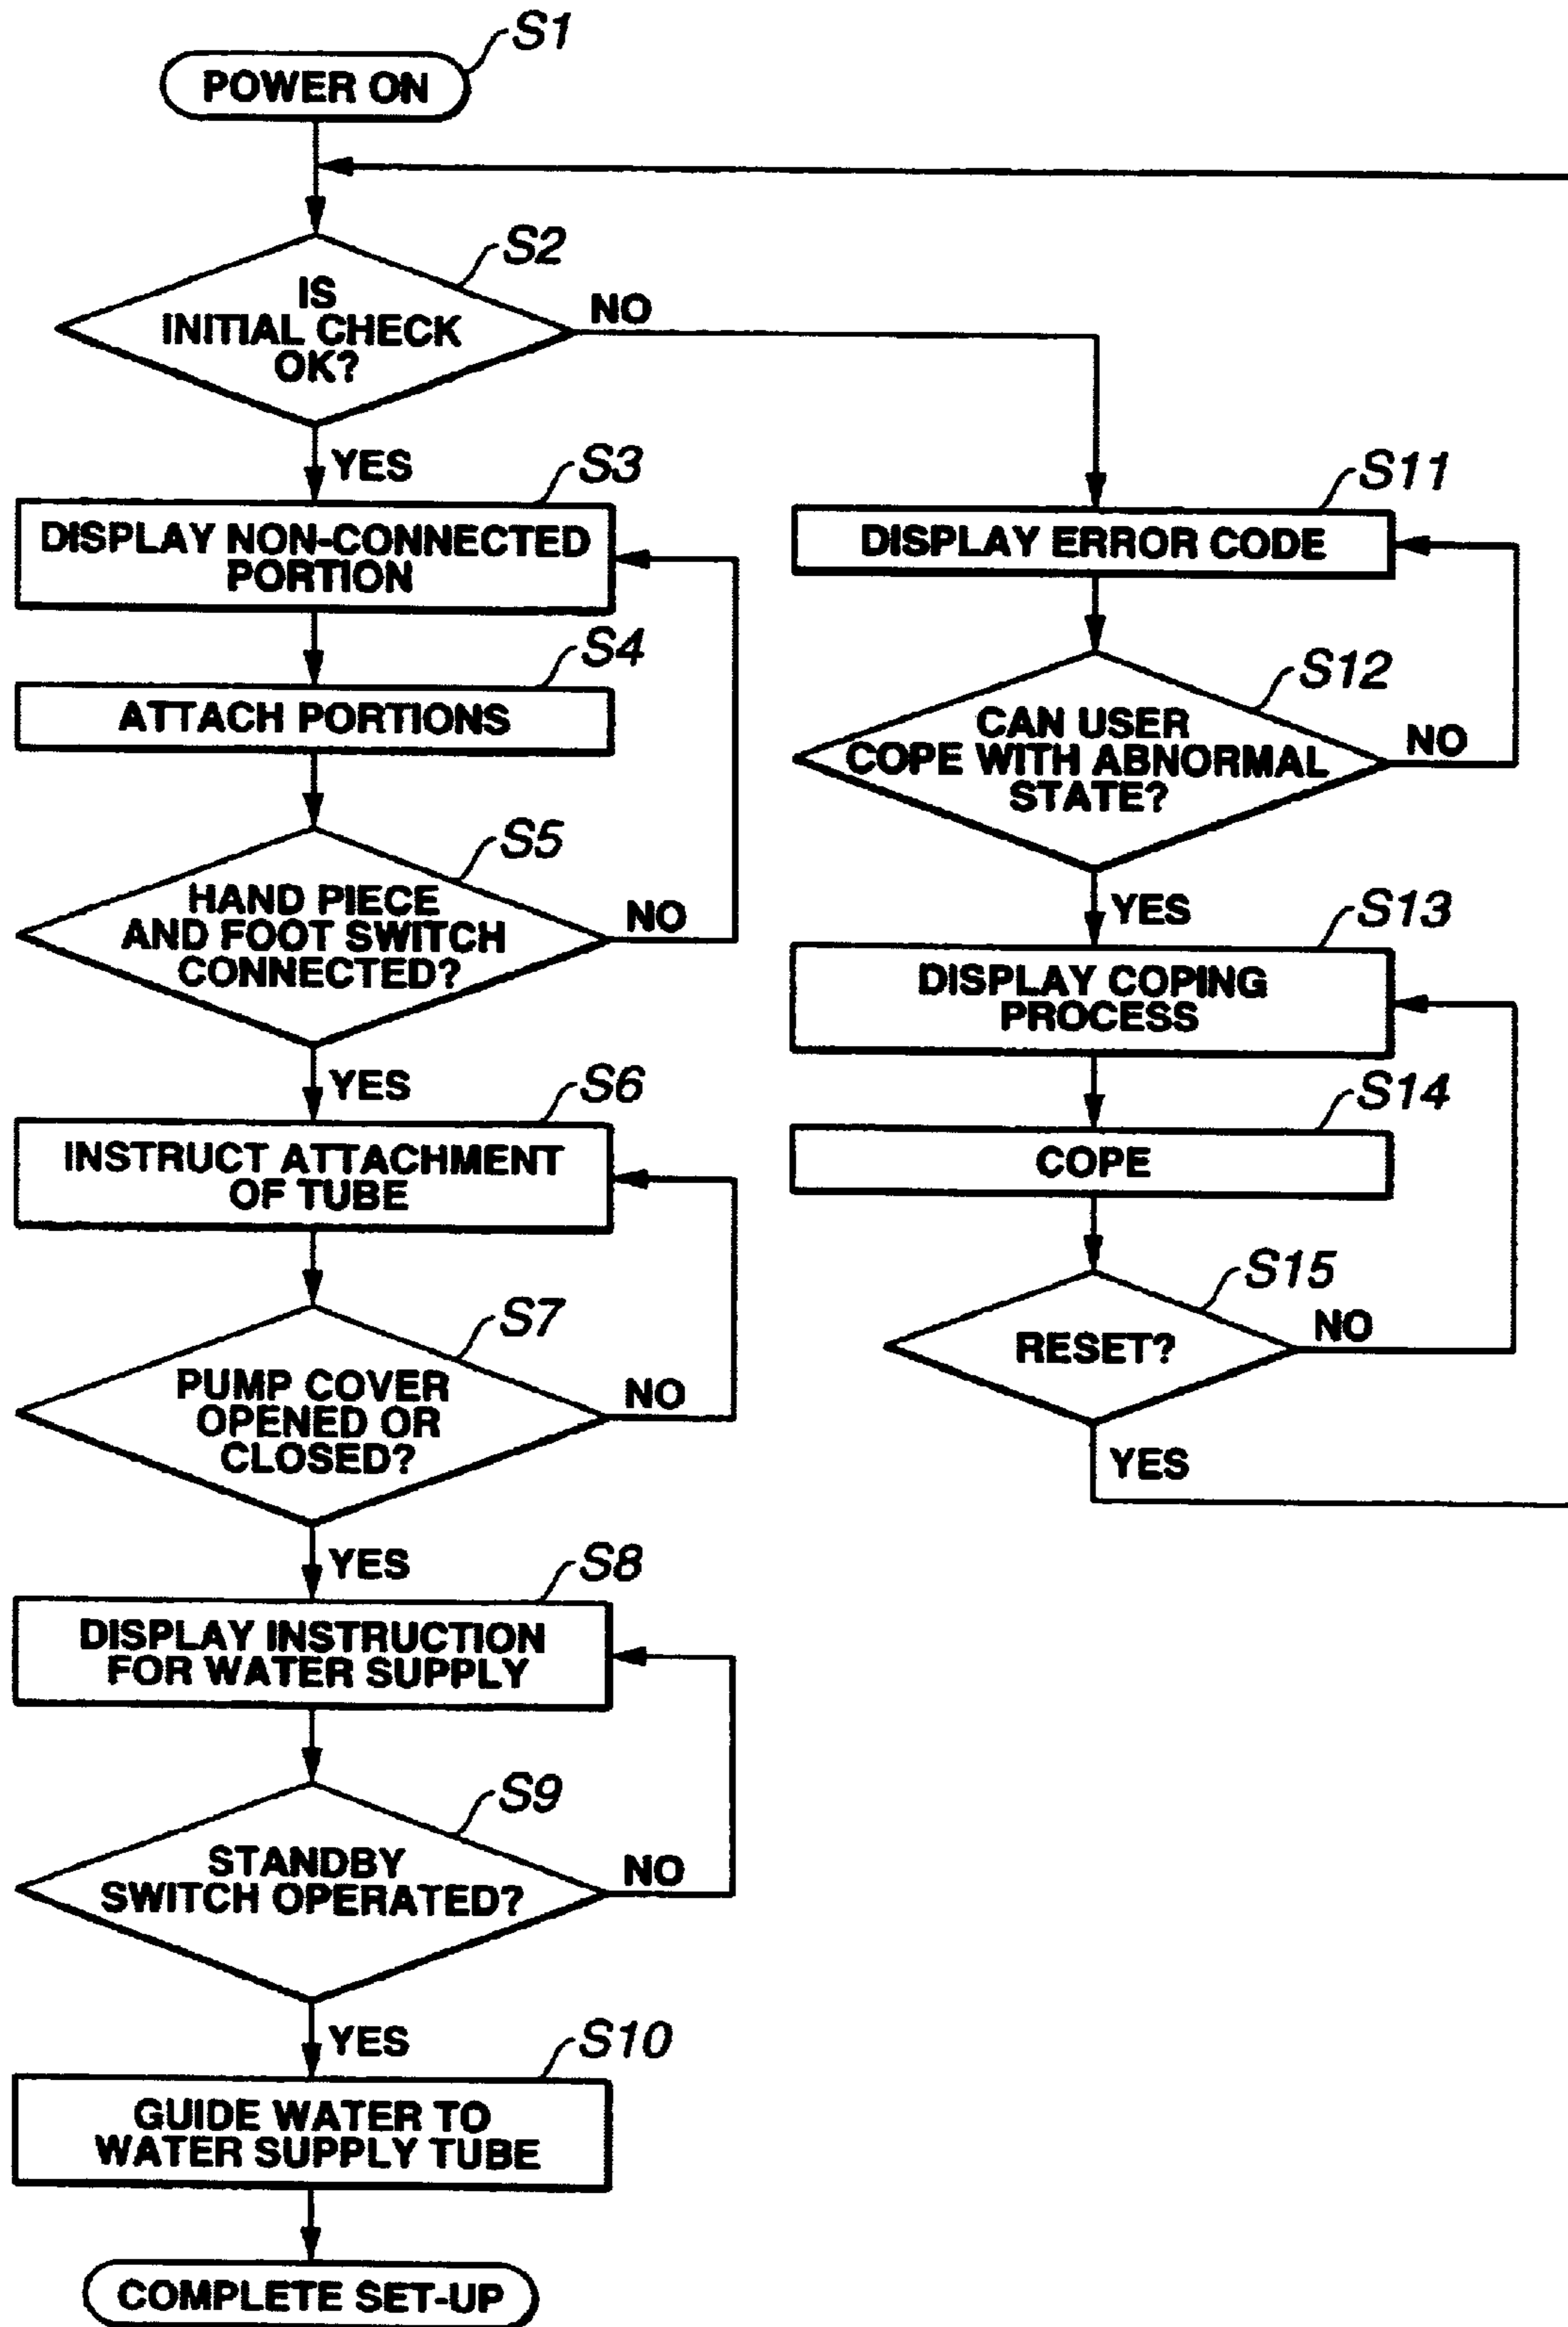 S1
POWER ON
S2
IS
INITIAL CHECK
OK?
NO
YES
S3
DISPLAY NON-CONNECTED
PORTION
S4
ATTACH PORTIONS
S5
HAND PIECE
AND FOOT SWITCH
CONNECTED?
NO
YES
S6
INSTRUCT ATTACHMENT
OF TUBE
S7
PUMP COVER
OPENED OR
CLOSED?
NO
YES
S8
DISPLAY INSTRUCTION
FOR WATER SUPPLY
S9
STANDBY
SWITCH OPERATED?
NO
YES
S10
GUIDE WATER TO
WATER SUPPLY TUBE
COMPLETE SET-UP
S11
DISPLAY ERROR CODE
S12
CAN USER
COPE WITH ABNORMAL
STATE?
NO
YES
S13
DISPLAY COPING
PROCESS
S14
COPE
S15
RESET?
NO
YES